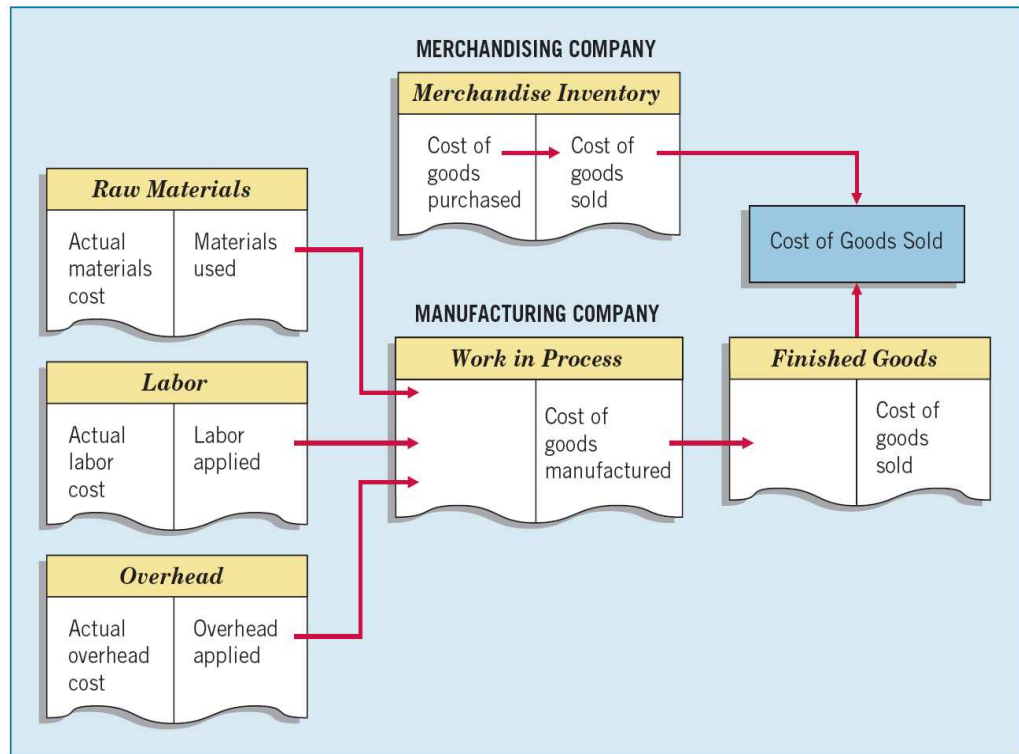 MERCHANDISING COMPANY
Merchandise Inventory
Cost of
goods
purchased
Cost of
goods
sold
Raw Materials
Actual
materials
cost
Materials
used
Cost of Goods Sold
MANUFACTURING COMPANY
Work in Process
Cost of
goods
manufactured
Finished Goods
Cost of
goods
sold
Labor
Actual
labor
cost
Labor
applied
Overhead
Actual
overhead
cost
Overhead
applied